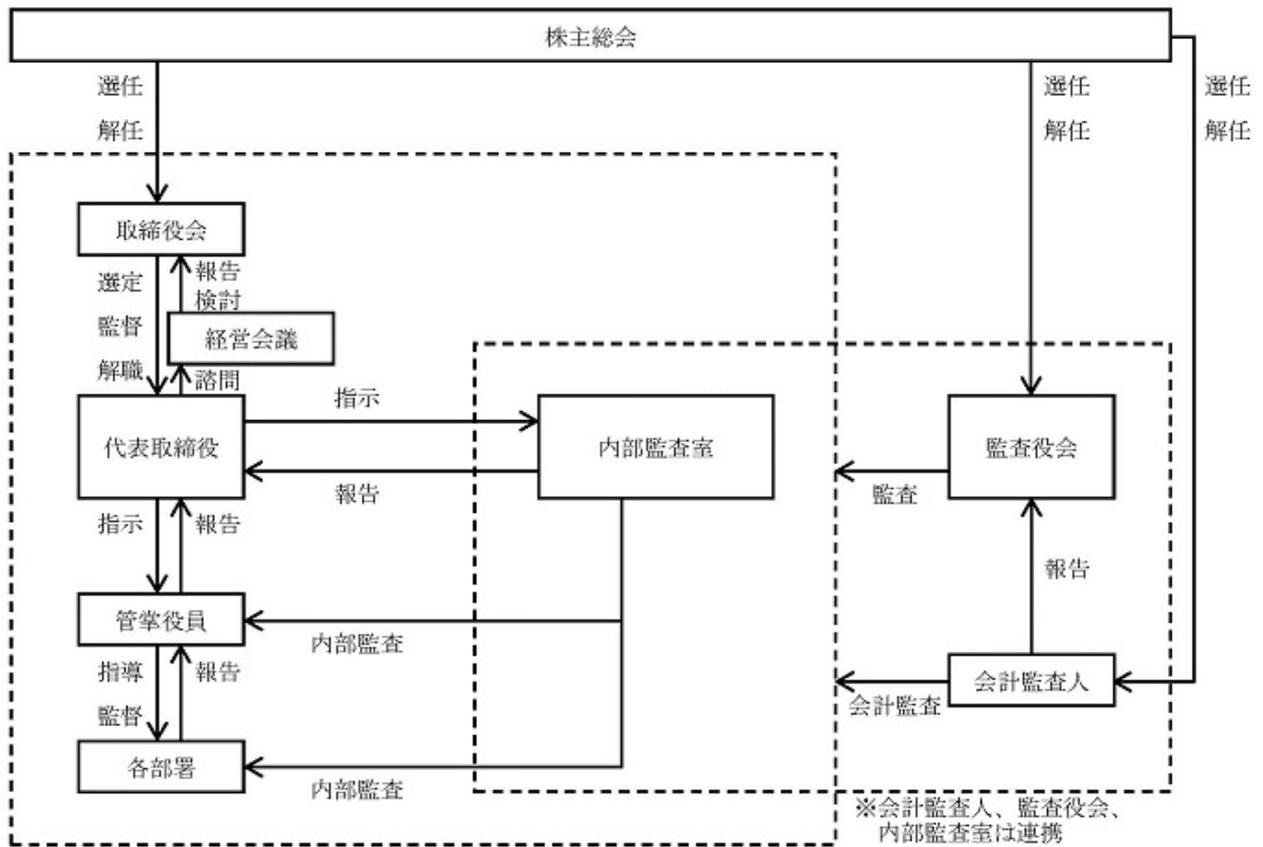 株主総会
選任
解任
選任
解任
選任
解任
取締役会
選定
監督
解職
報告
検討
経営会議
諮問
代表取締役
指示
報告
内部監査室
監査役会
監査
指示
報告
報告
管掌役員
内部監査
会計監査人
会計監査
指導
監督
報告
各部署
内部監査
※会計監査人、監査役会、
内部監査室は連携